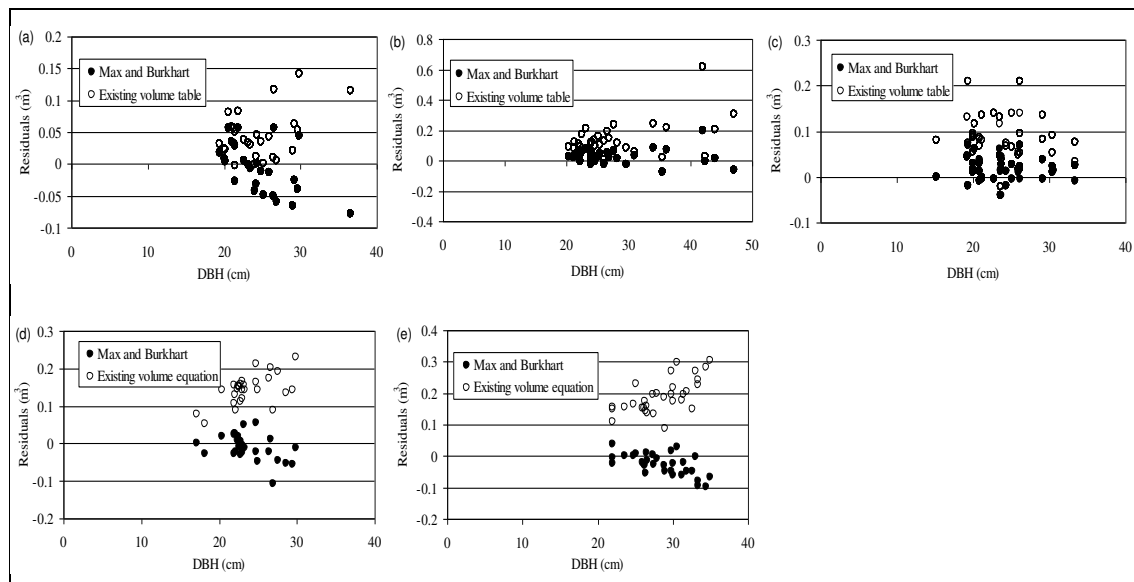 (a)
Max and Burkhart
Existing volume table
Residuals (m³)
0.2
0.15
0.1
0.05
0
-0.05
-0.1
0 10 20 30 40
DBH (cm)
(b)
Max and Burkhart
Existing volume table
Residuals (m³)
0.8
0.6
0.4
0.2
0.0
-0.2
-0.4
0 10 20 30 40 50
DBH (cm)
(c)
Max and Burkhart
Existing volume table
Residuals (m³)
0.3
0.2
0.1
0
-0.1
0 10 20 30 40
DBH (cm)
(d)
Max and Burkhart
Existing volume equation
Residuals (m³)
0.3
0.2
0.1
0
-0.1
-0.2
0 10 20 30 40
DBH (cm)
(e)
Max and Burkhart
Existing volume equation
Residuals (m³)
0.4
0.3
0.2
0.1
0
-0.1
-0.2
0 10 20 30 40
DBH (cm)